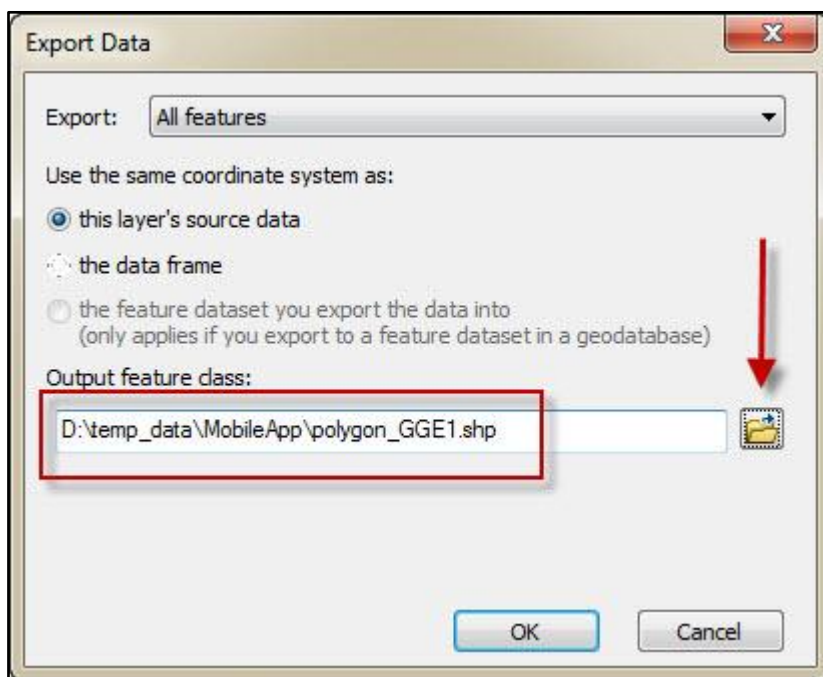 Export Data
Export: All features
Use the same coordinate system as:
this layer's source data
the data frame
the feature dataset you export the data into
(only applies if you export to a feature dataset in a geodatabase)
Output feature class:
D:\temp_data\MobileApp\polygon_GGE1.shp
OK Cancel